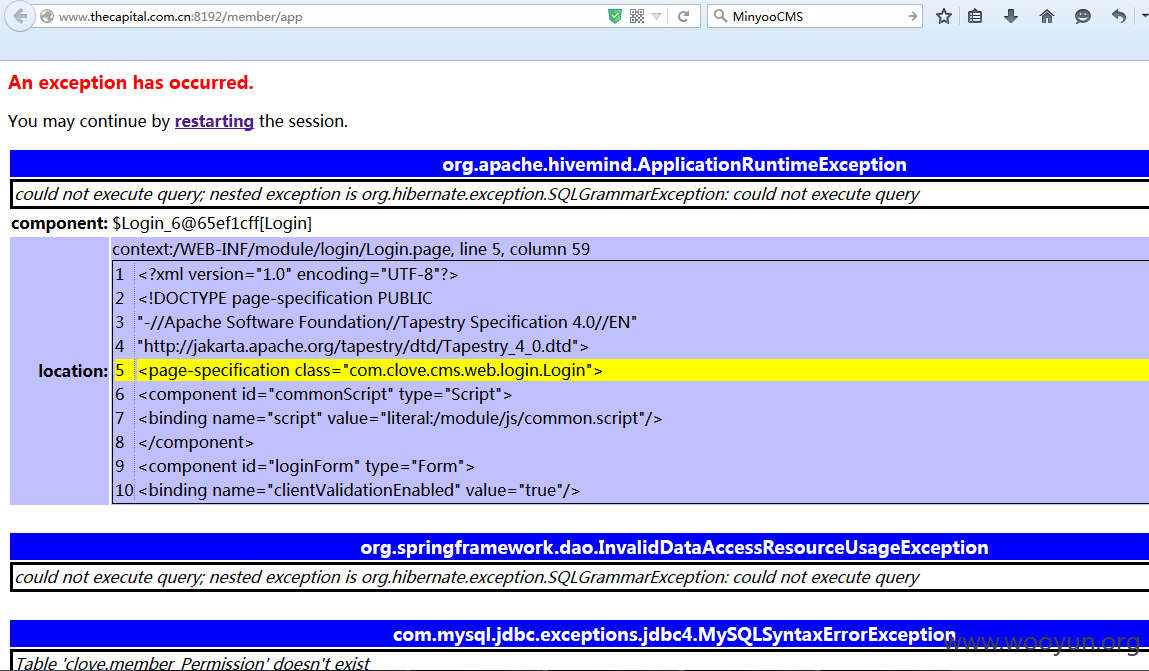 www.thecapital.com.cn:8192/member/app
MinyooCMS
An exception has occurred.
You may continue by restarting the session.
org.apache.hivemind.ApplicationRuntimeException
could not execute query; nested exception is org.hibernate.exception.SQLGrammarException: could not execute query
component: $Login_6@65ef1cff[Login]
context:/WEB-INF/module/login/Login.page, line 5, column 59
1 <?xml version="1.0" encoding="UTF-8"?>
2 <!DOCTYPE page-specification PUBLIC
3 "-//Apache Software Foundation//Tapestry Specification 4.0//EN"
4 "http://jakarta.apache.org/tapestry/dtd/Tapestry_4_0.dtd">
location: 5 <page-specification class="com.clove.cms.web.login.Login">
6 <component id="commonScript" type="Script">
7 <binding name="script" value="literal:/module/js/common.script"/>
8 </component>
9 <component id="loginForm" type="Form">
10 <binding name="clientValidationEnabled" value="true"/>
org.springframework.dao.InvalidDataAccessResourceUsageException
could not execute query; nested exception is org.hibernate.exception.SQLGrammarException: could not execute query
com.mysql.jdbc.exceptions.jdbc4.MySQLSyntaxErrorException
www.wooyun.org
Table 'clove.member_Permission' doesn't exist